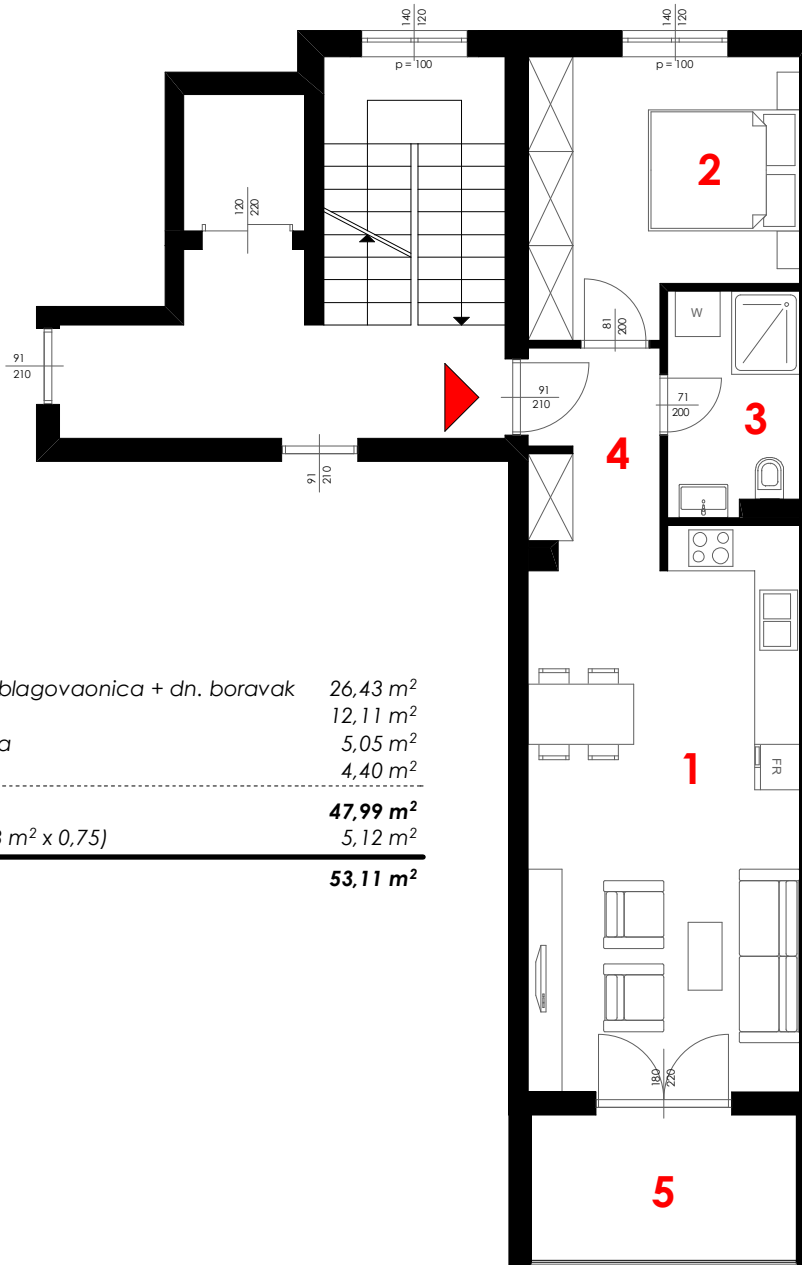 140
120
p = 100
140
120
p = 100
2
120
220
81
200
W
91
210
91
210
71
200
3
4
91
210
blagovaonica + dn. boravak 26,43 m²
12,11 m²
a 5,05 m²
4,40 m²
47,99 m²
m² x 0,75) 5,12 m²
53,11 m²
1
FR
180
220
5